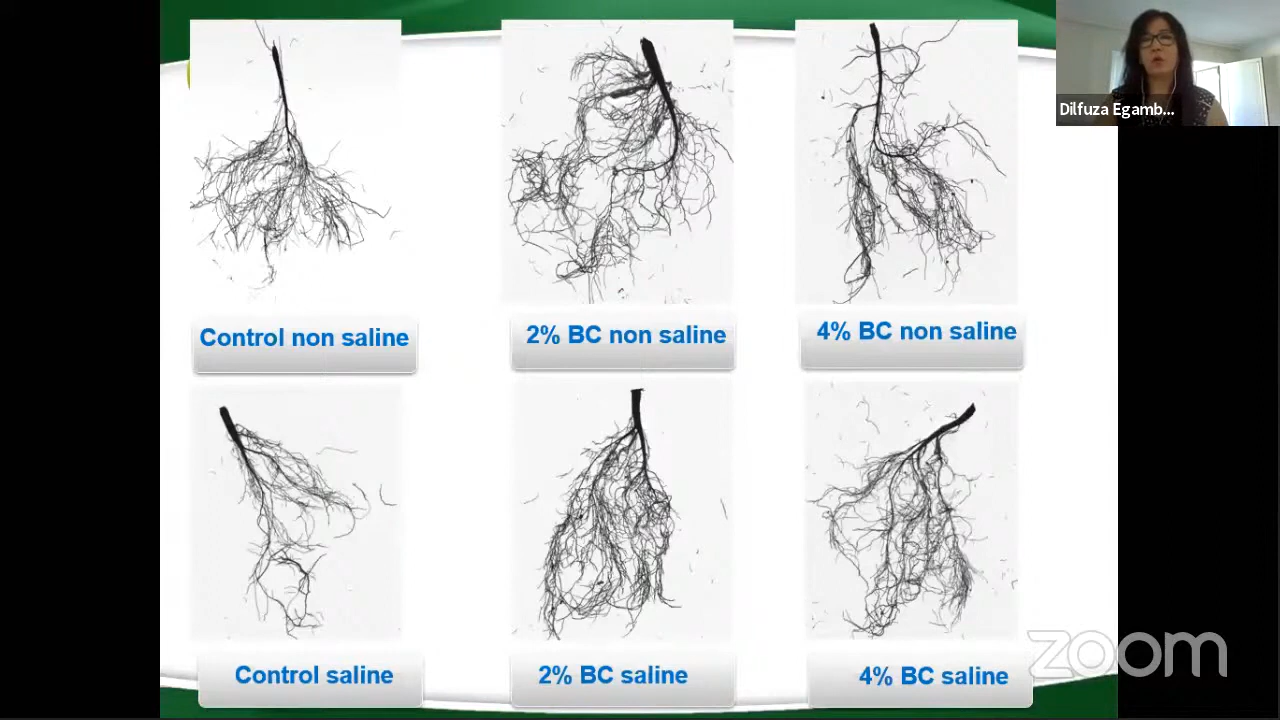 Dilfuza Egamb...
Control non saline
2% BC non saline
4% BC non saline
Control saline
2% BC saline
4% BC saline
zoom